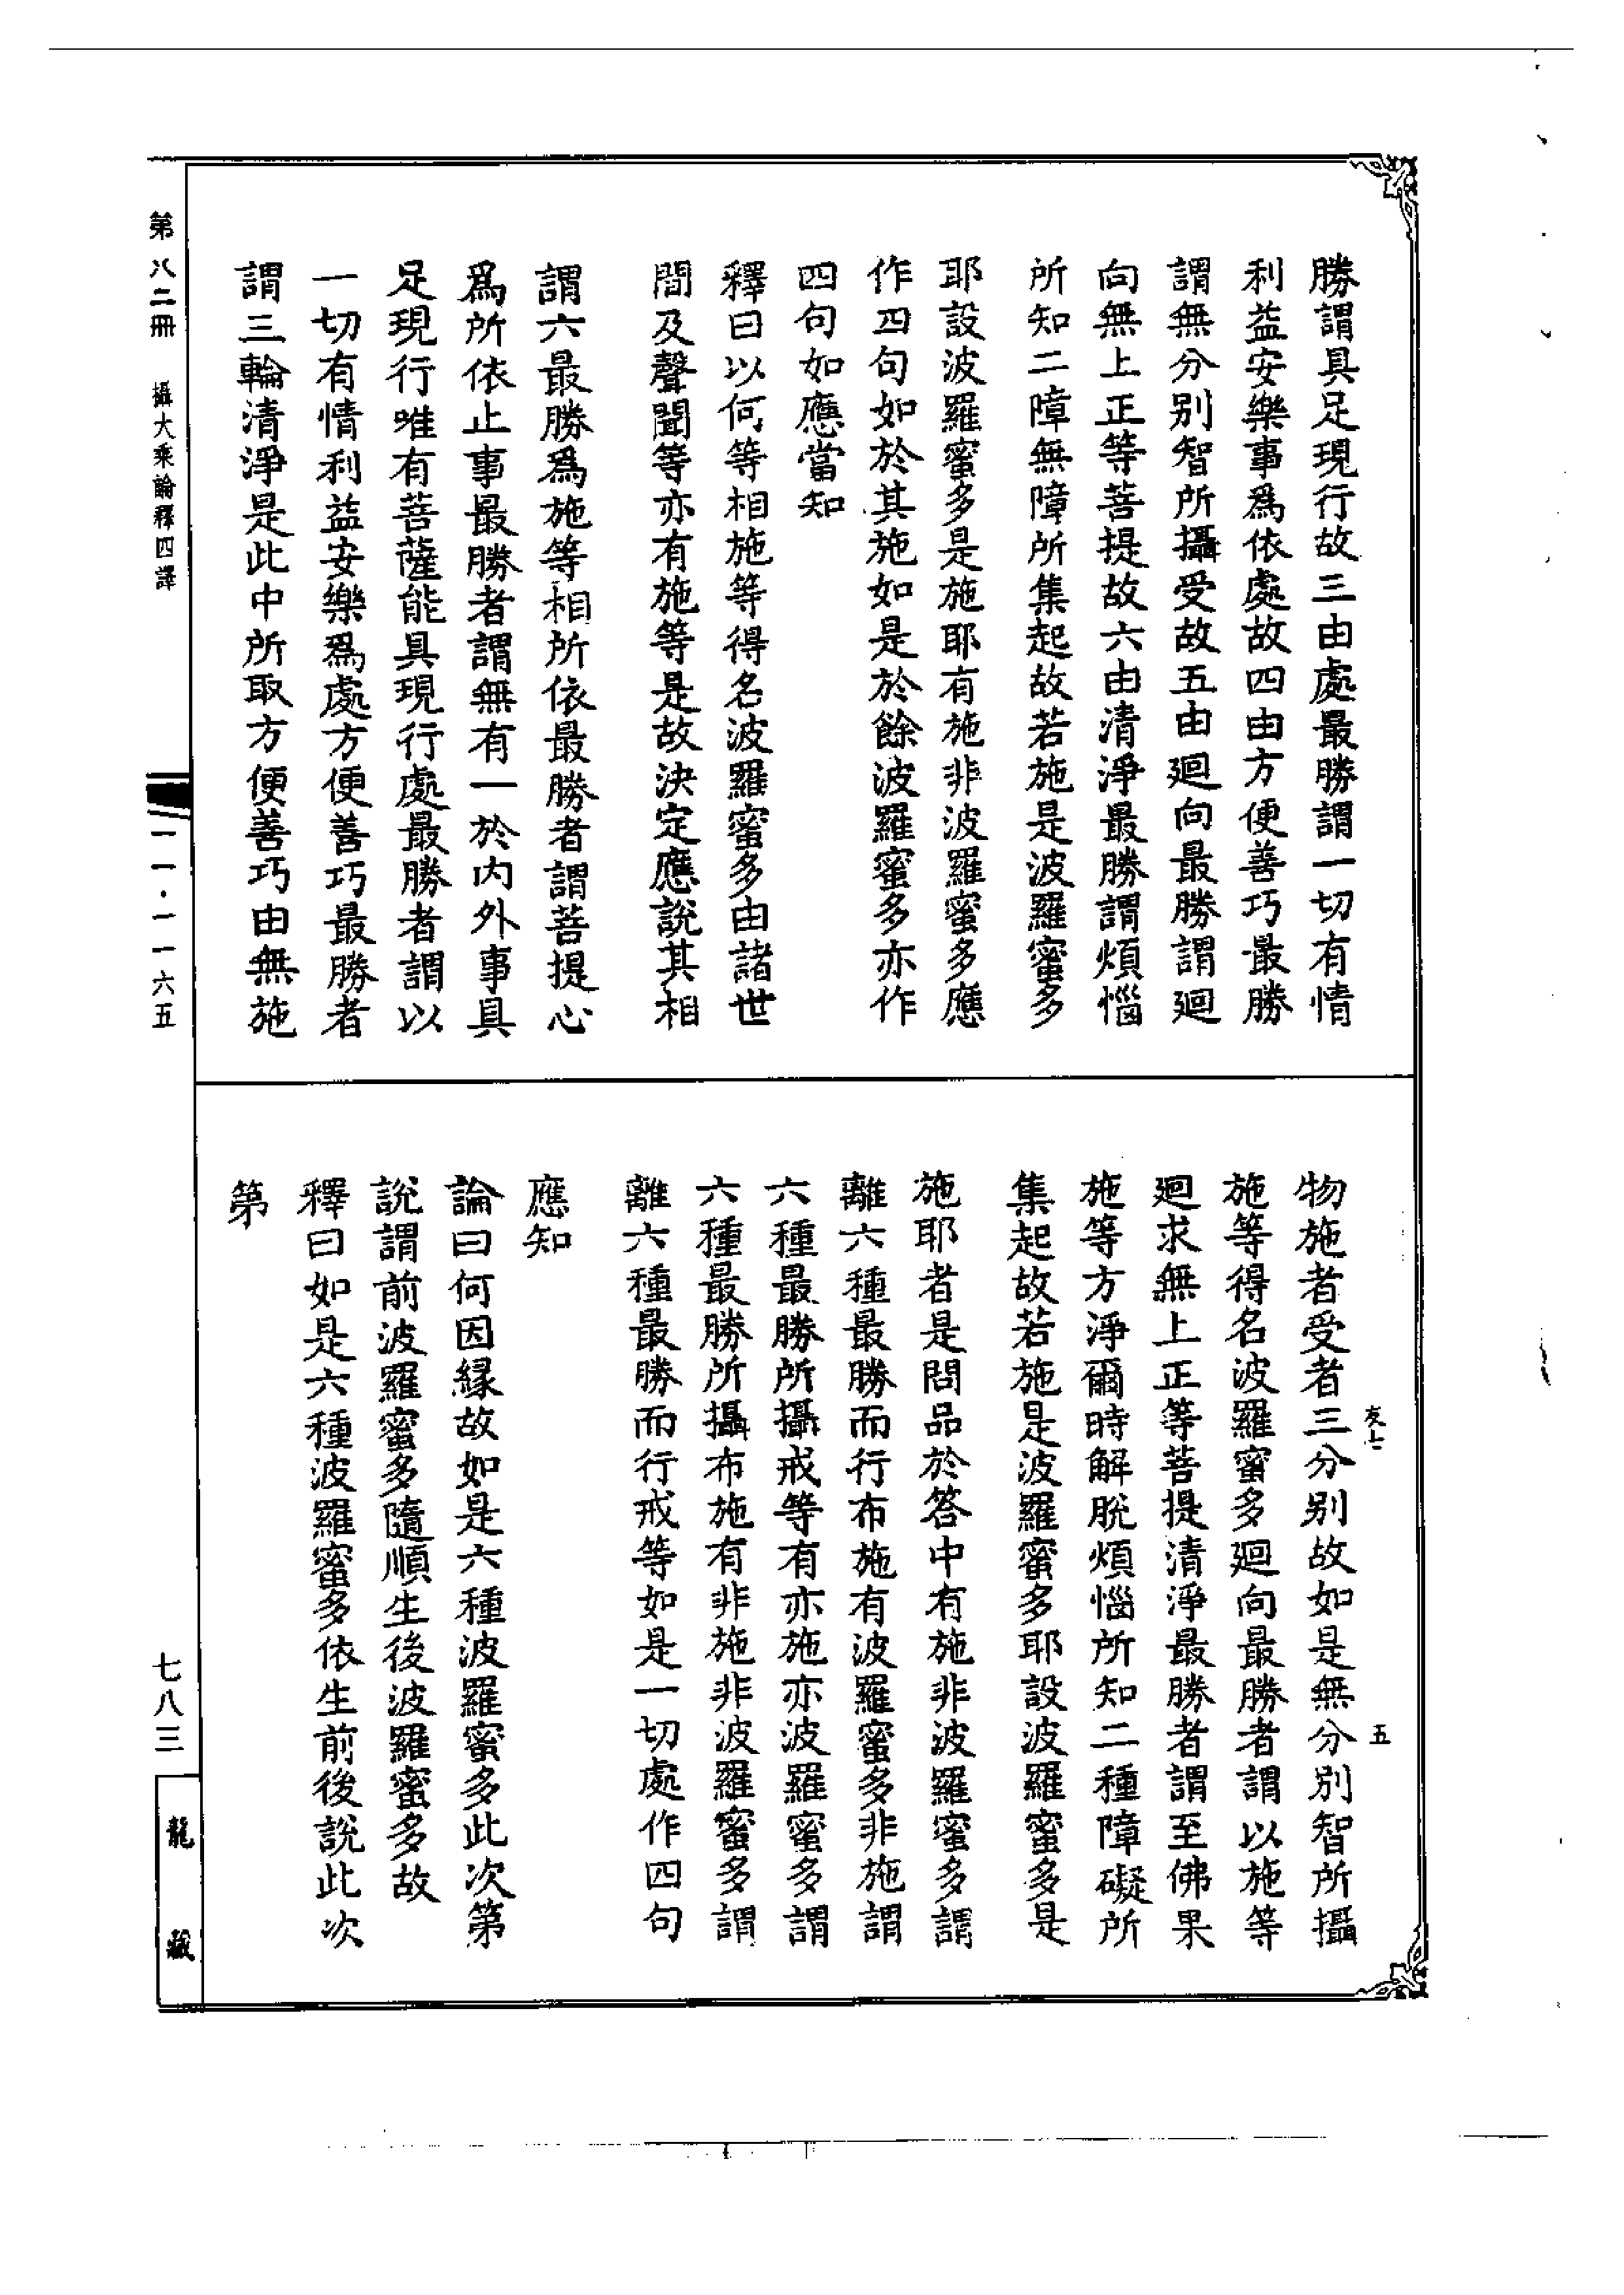 勝謂具足現行故三由處最勝謂一切有情
利益安樂事爲依處故四由方便善巧最勝
謂無分別智所攝受故五由廻向最勝謂廻
向無上正等菩提故六由清淨最勝謂煩惱
所知二障無障所集起故若施是波羅蜜多
耶設波羅蜜多是施耶有施非波羅蜜多應
作四句如於其施如是於餘波羅蜜多亦作
四句如應當知
釋曰以何等相施等得名波羅蜜多由諸世
間及聲聞等亦有施等是故決定應說其相
謂六最勝爲施等相所依最勝者謂菩提心
爲所依止事最勝者謂無有一於內外事具
足現行唯有菩薩能具現行處最勝者謂以
一切有情利益安樂爲處方便善巧最勝者
謂三輪清淨是此中所取方便善巧由無施
物施者受者三分別故如是無分別智所攝
施等得名波羅蜜多廻向最勝者謂以施等
廻求無上正等菩提清淨最勝者謂至佛果
施等方淨爾時解脫煩惱所知二種障礙所
集起故若施是波羅蜜多耶設波羅蜜多是
施耶者是問品於答中有施非波羅蜜多謂
離六種最勝而行布施有波羅蜜多非施謂
六種最勝所攝戒等有亦施亦波羅蜜多謂
六種最勝所攝布施有非施非波羅蜜多謂
離六種最勝而行戒等如是一切處作四句
應知
論曰何因緣故如是六種波羅蜜多此次第
說謂前波羅蜜多隨順生後波羅蜜多故
釋曰如是六種波羅蜜多依生前後說此次
第
五
第八二冊 攝大乘論釋四譯
一一·一一六五
七八三
龍藏